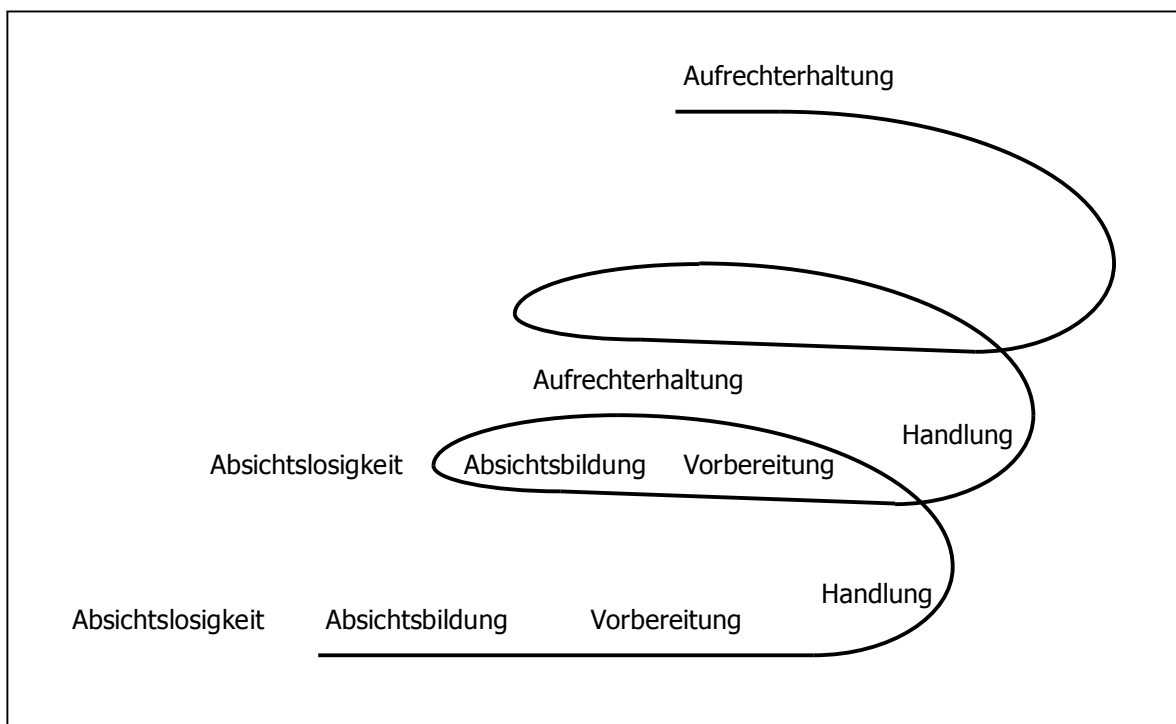 Aufrechterhaltung
Aufrechterhaltung
Handlung
Absichtslosigkeit Absichtsbildung Vorbereitung
Handlung
Absichtslosigkeit Absichtsbildung Vorbereitung